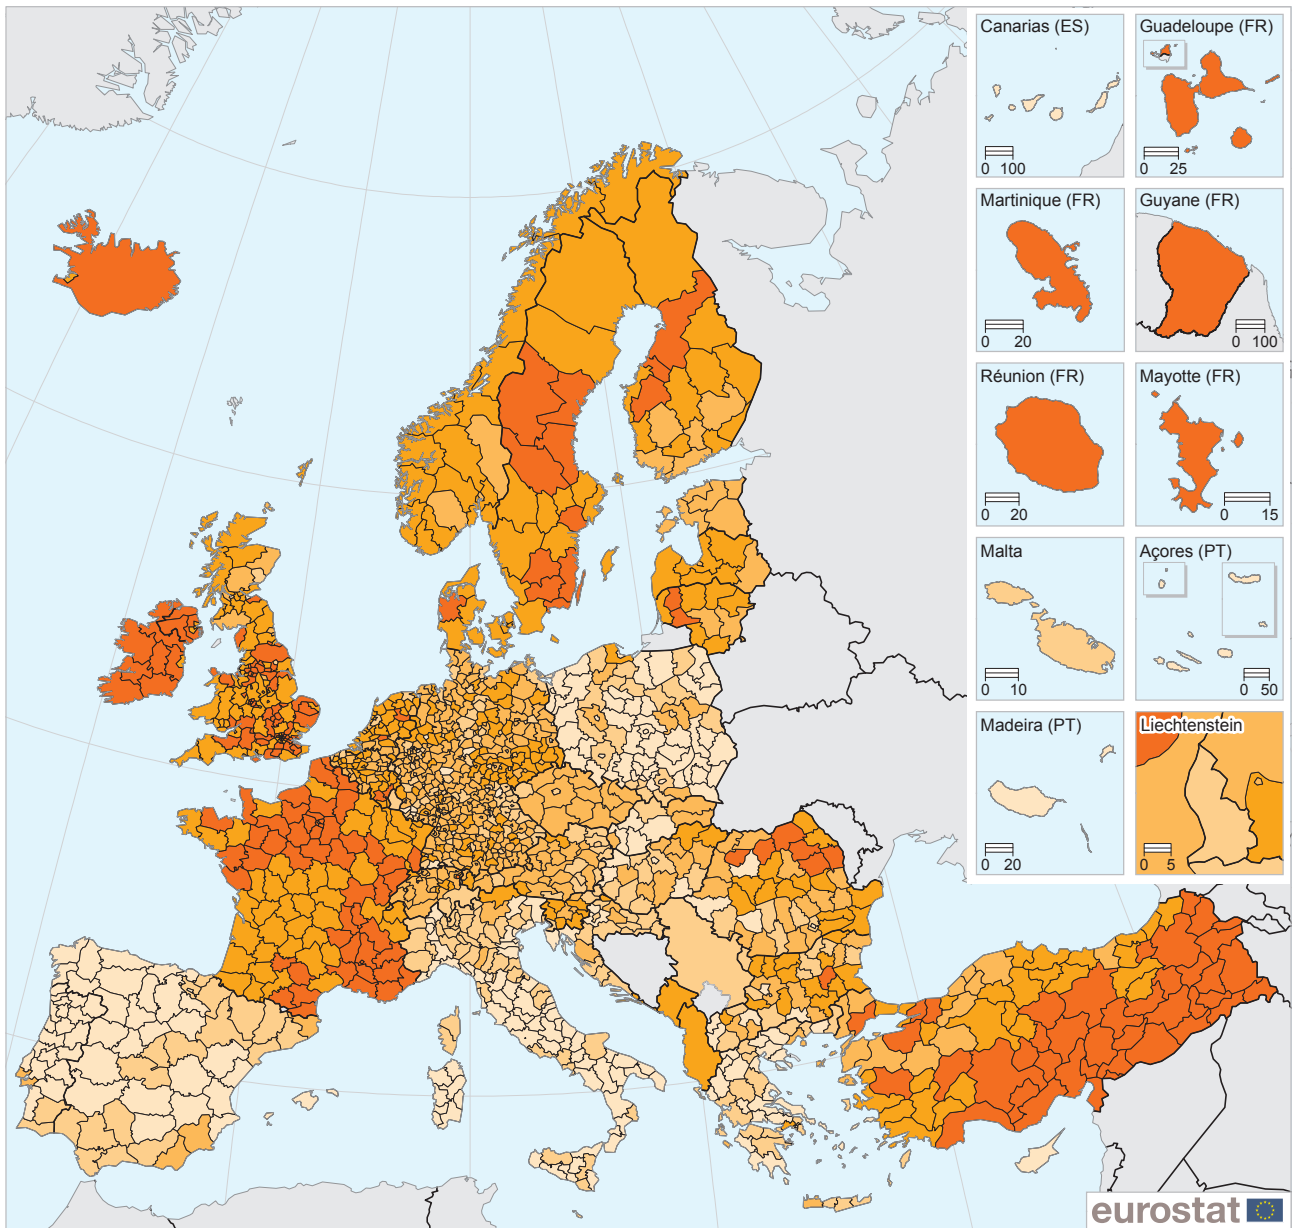 Canarias (ES)
0 100
Guadeloupe (FR)
0 25
Martinique (FR)
0 20
Guyane (FR)
0 100
Réunion (FR)
0 20
Mayotte (FR)
0 15
Malta
0 10
Açores (PT)
0 50
Madeira (PT)
0 20
Liechtenstein
0 5
eurostat